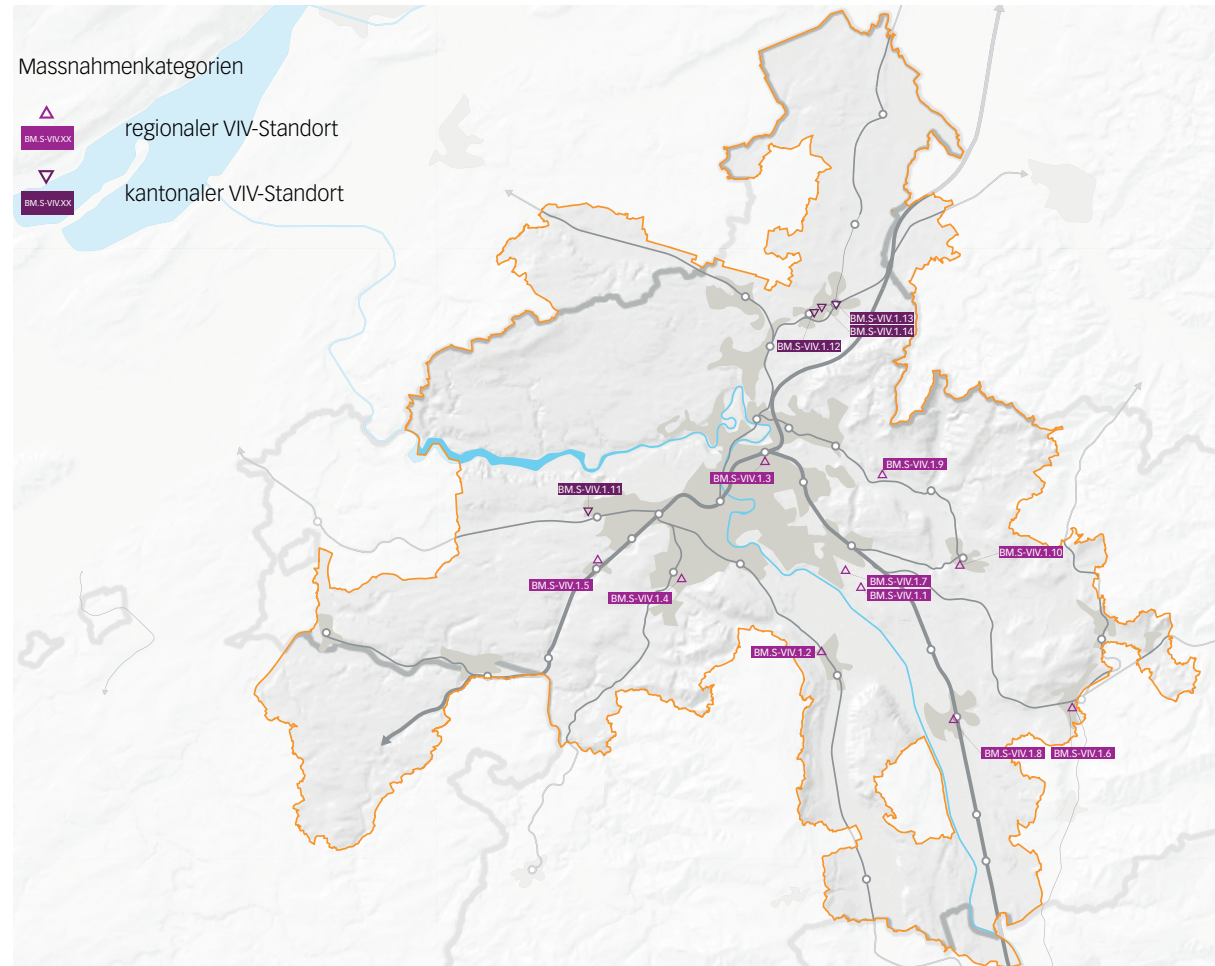 Massnahmenkategorien
BM.S-VIV.XX
regionaler VIV-Standort
BM.S-VIV.XX
kantonaler VIV-Standort
BM.S-VIV.1.13
BM.S-VIV.1.14
BM.S-VIV.1.12
BM.S-VIV.1.9
BM.S-VIV.1.3
BM.S-VIV.1.11
BM.S-VIV.1.10
BM.S-VIV.1.5
BM.S-VIV.1.7
BM.S-VIV.1.4
BM.S-VIV.1.1
BM.S-VIV.1.2
BM.S-VIV.1.8
BM.S-VIV.1.6